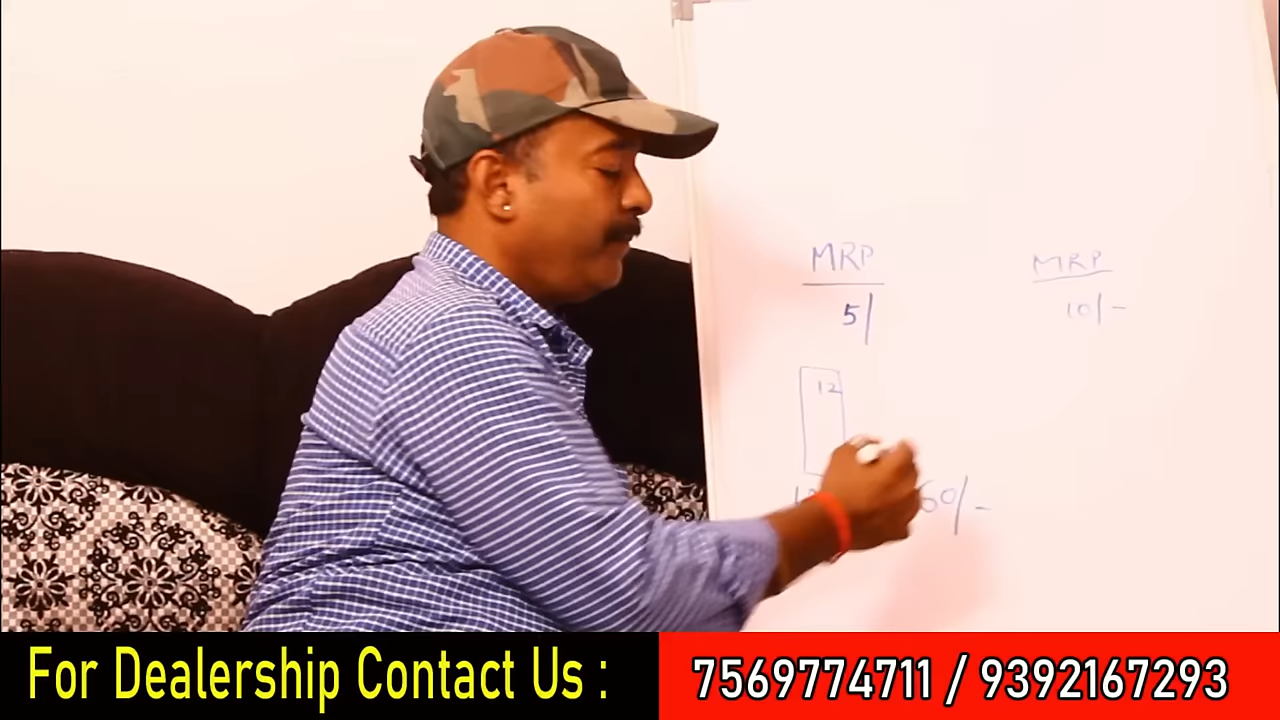 MRP
5/
MRP
10/-
12
60/-
For Dealership Contact Us :
7569774711 / 9392167293